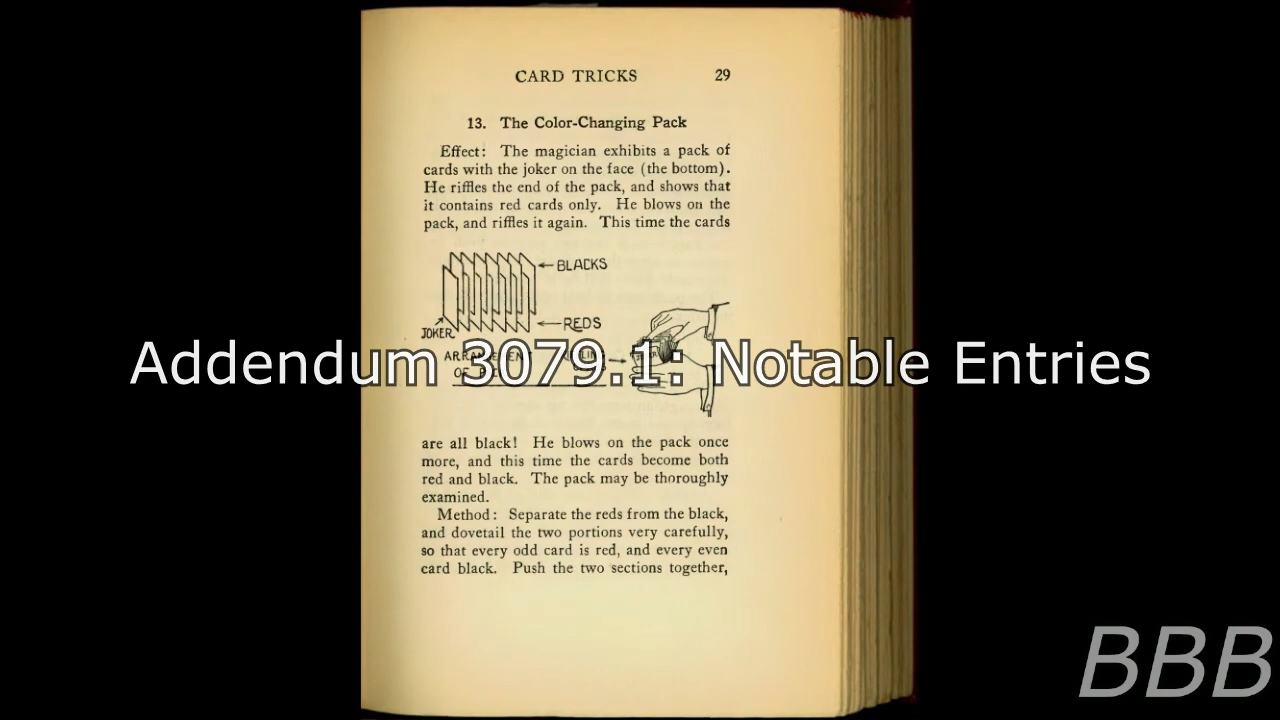 CARD TRICKS 29
13. The Color-Changing Pack
Effect: The magician exhibits a pack of
cards with the joker on the face (the bottom).
He riffles the end of the pack, and shows that
it contains red cards only. He blows on the
pack, and riffles it again. This time the cards
BLACKS
REDS
JOKER
Addendum 3079.1: Notable Entries
are all black! He blows on the pack once
more, and this time the cards become both
red and black. The pack may be thoroughly
examined.
Method: Separate the reds from the black,
and dovetail the two portions very carefully,
so that every odd card is red, and every even
card black. Push the two sections together,
BBB